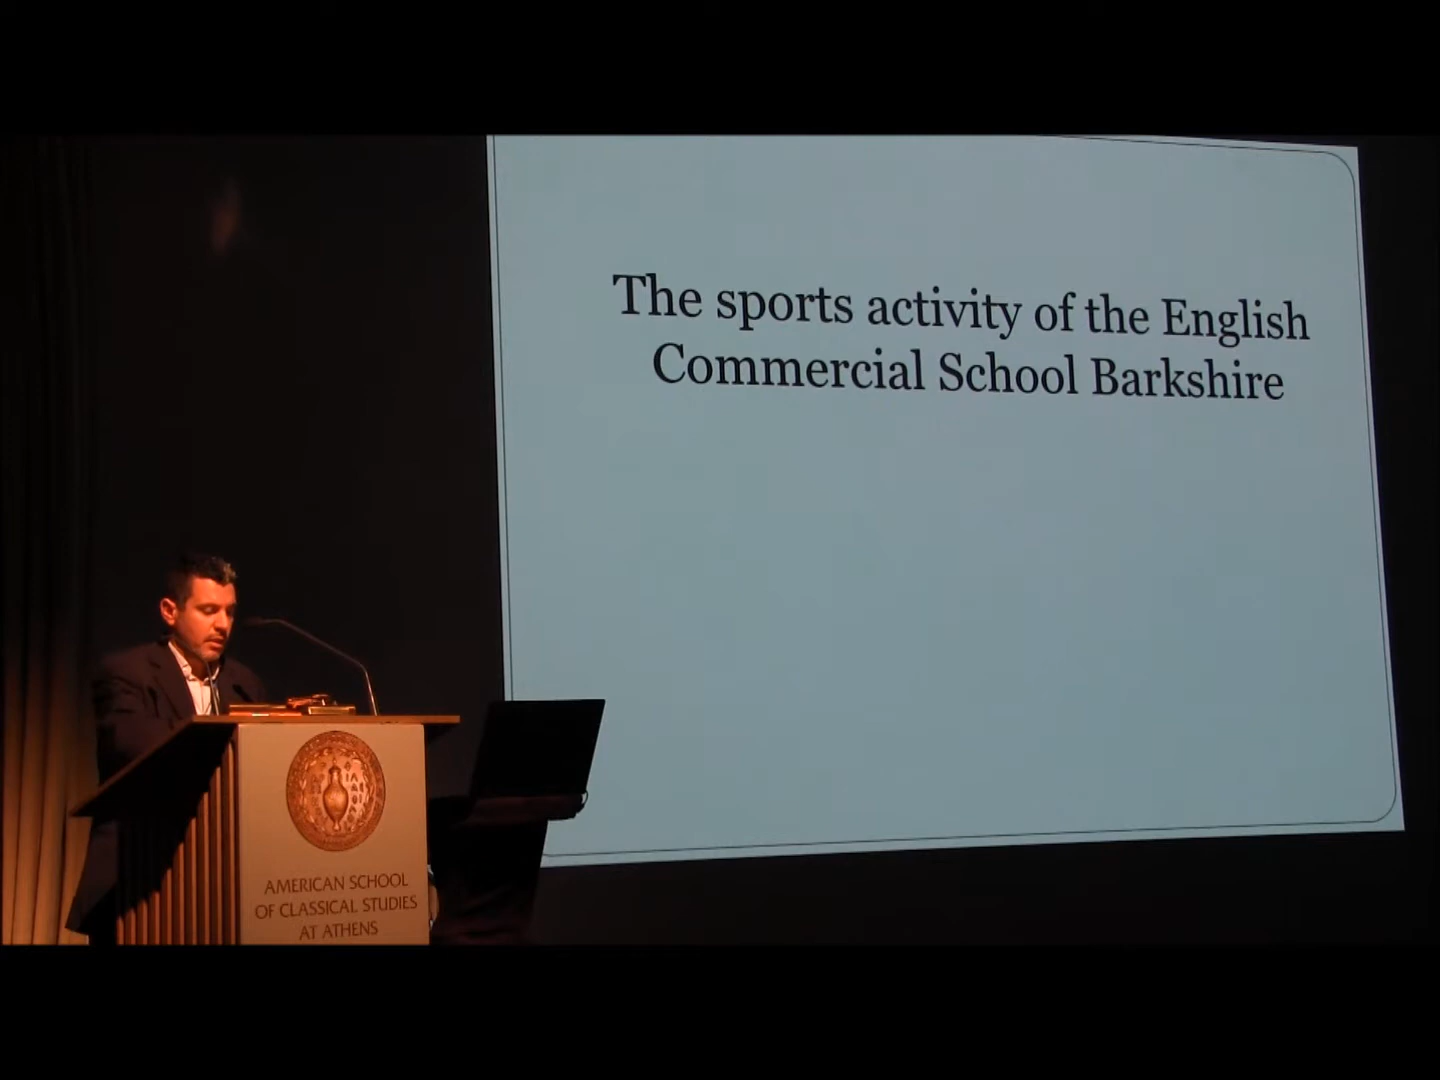 The sports activity of the English
Commercial School Barkshire
AMERICAN SCHOOL
OF CLASSICAL STUDIES
AT ATHENS